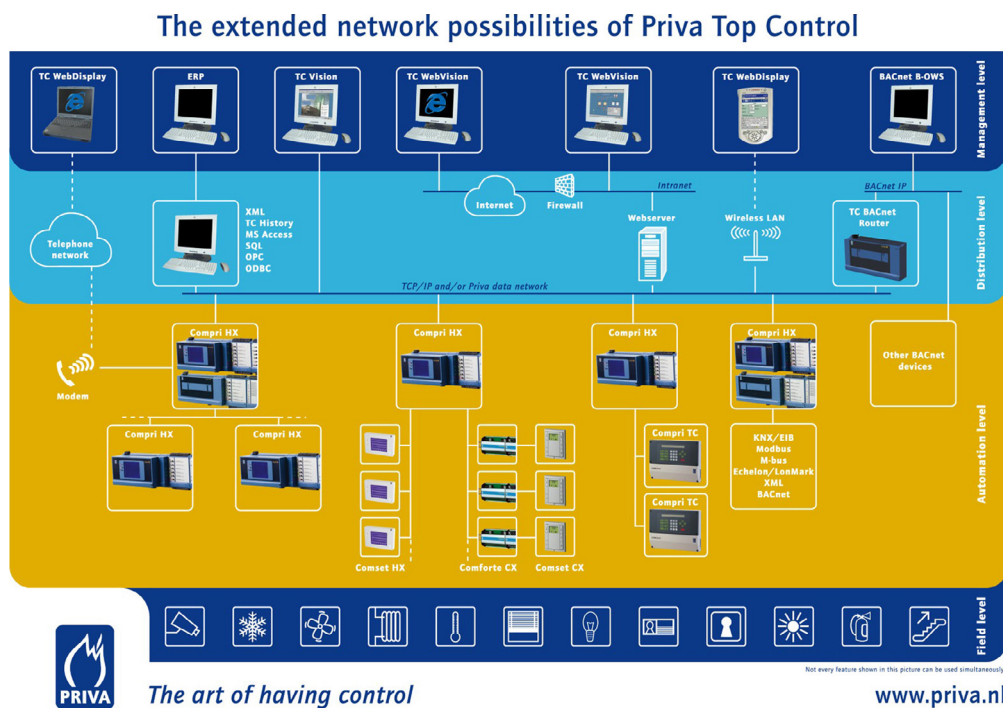 The extended network possibilities of Priva Top Control
TC WebDisplay
ERP
TC Vision
TC WebVision
TC WebVision
TC WebDisplay
BACnet B-OWS
Management level
Internet
Firewall
Intranet
BACnet IP
Telephone
network
XML
TC History
MS Access
SQL
OPC
ODBC
Webserver
Wireless LAN
TC BACnet
Router
Distribution level
TCP/IP and/or Priva data network
Compri HX
Compri HX
Compri HX
Compri HX
Other BACnet
devices
Modem
Compri HX
Compri HX
Compri TC
Compri TC
KNX/EIB
Modbus
M-bus
Echelon/LonMark
XML
BACnet
Automation level
Comset HX
Comforte CX
Comset CX
Field level
Not every feature shown in this picture can be used simultaneously
PRIVA
The art of having control
www.priva.nl